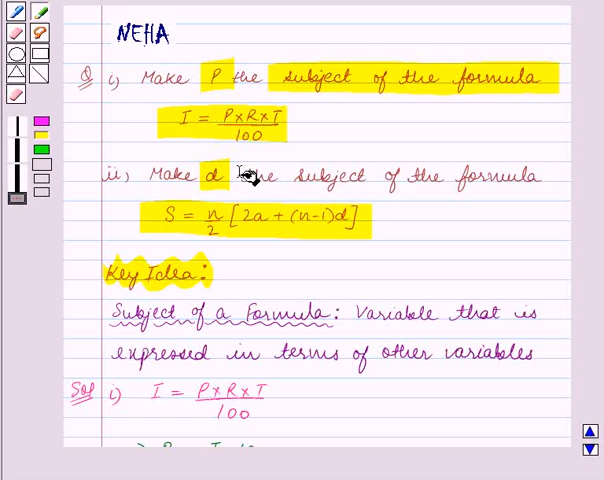 NEHA
Q i) Make P the subject of the formula
I = P×R×T/100
ii, Make d the subject of the formula
S = n/2 [2a + (n-1)d]
Key Idea:
Subject of a Formula: Variable that is
expressed in terms of other variables
Sol i) I = P×R×T/100